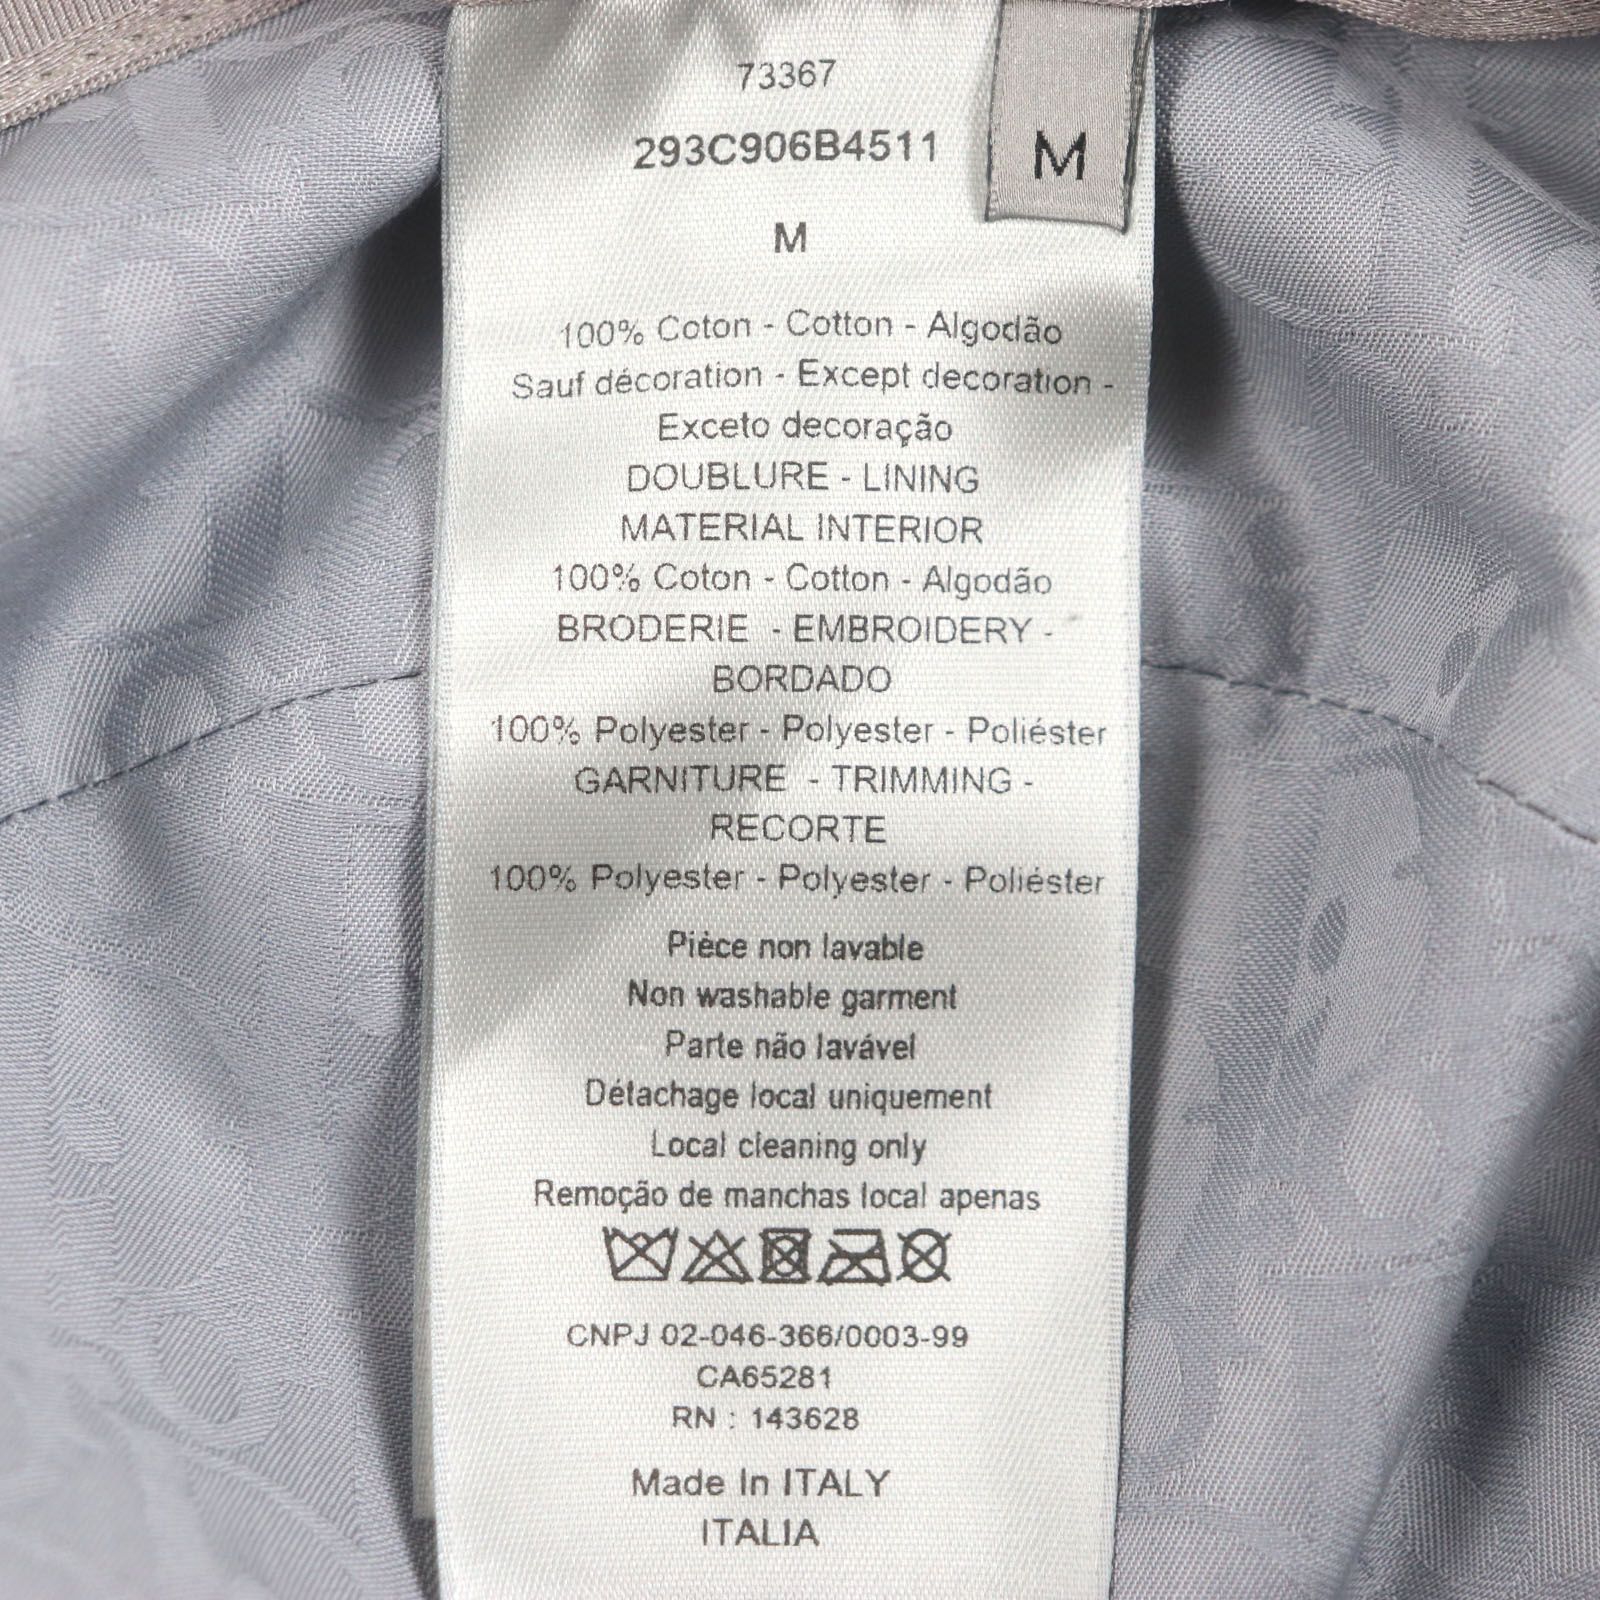 73367
293C906B4511
M
M
100% Coton - Cotton - Algodão
Sauf décoration - Except decoration -
Exceto decoração
DOUBLURE - LINING
MATERIAL INTERIOR
100% Coton - Cotton - Algodão
BRODERIE - EMBROIDERY -
BORDADO
100% Polyester - Polyester - Poliéster
GARNITURE - TRIMMING -
RECORTE
100% Polyester - Polyester - Poliéster
Pièce non lavable
Non washable garment
Parte não lavável
Détachage local uniquement
Local cleaning only
Remoção de manchas local apenas
CNPJ 02-046-366/0003-99
CA65281
RN : 143628
Made In ITALY
ITALIA